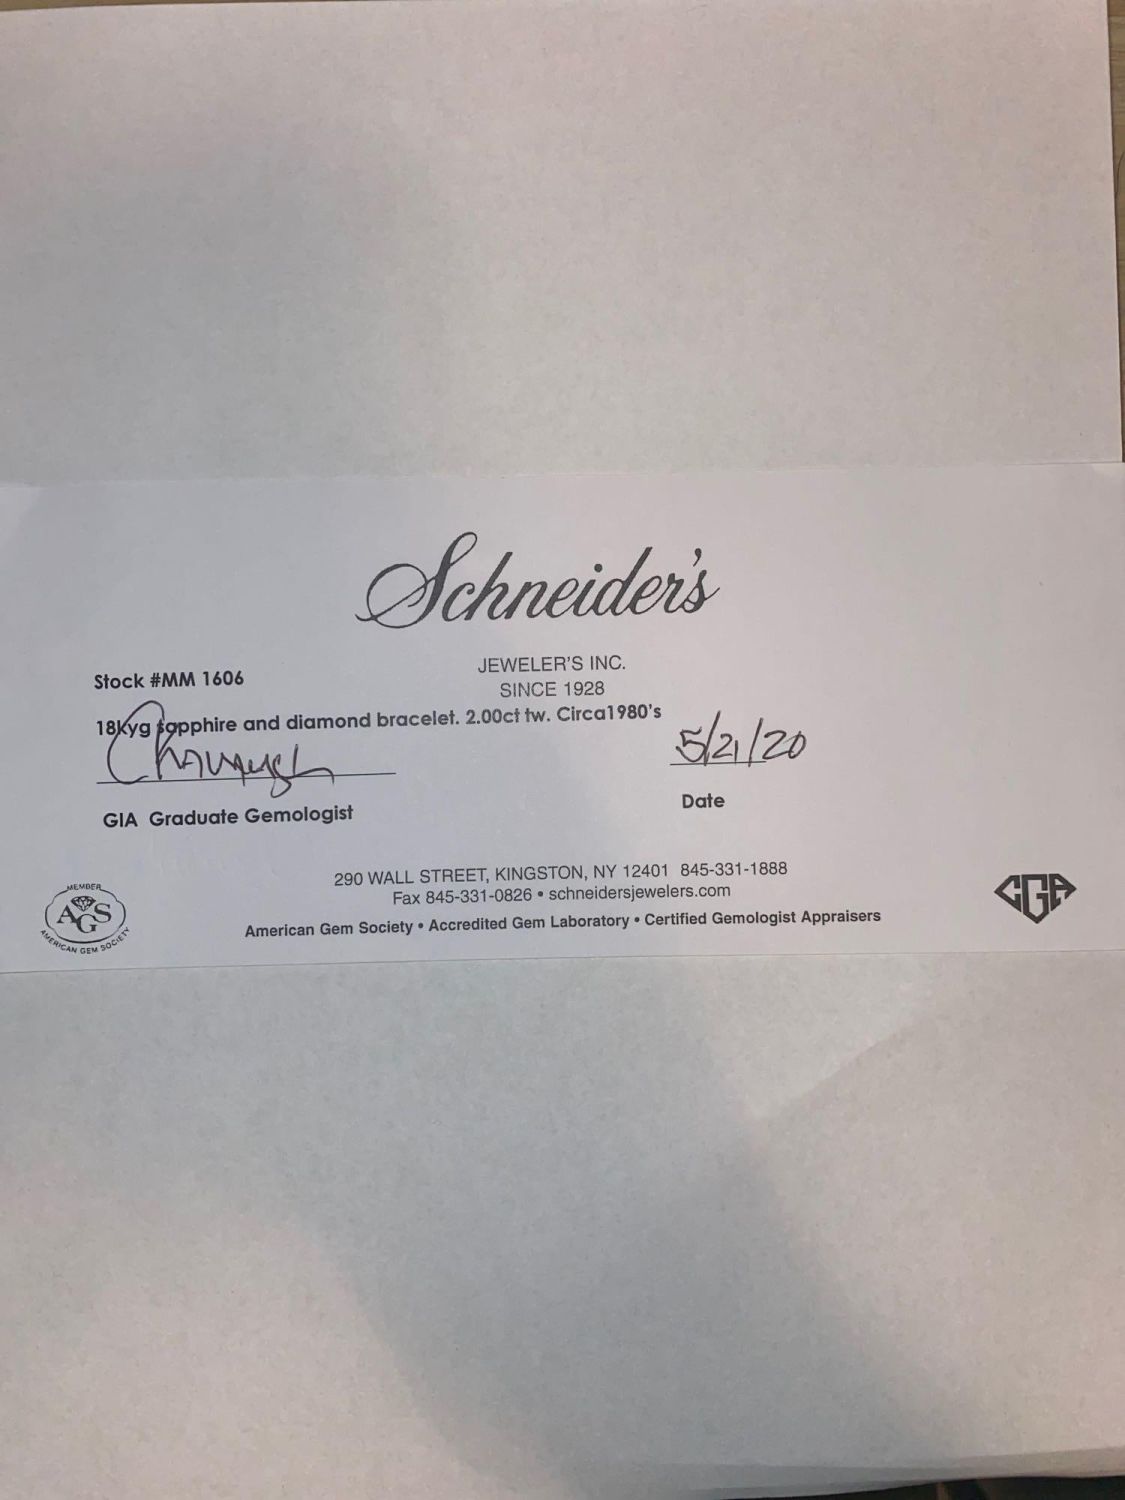 Schneider's
JEWELER'S INC.
SINCE 1928
Stock #MM 1606
18Kyg sapphire and diamond bracelet. 2.00ct tw. Circa1980's
5/21/20
GIA Graduate Gemologist
Date
290 WALL STREET, KINGSTON, NY 12401 845-331-1888
Fax 845-331-0826 • schneidersjewelers.com
American Gem Society • Accredited Gem Laboratory • Certified Gemologist Appraisers
MEMBER
AGS
AMERICAN GEM SOCIETY
CGA